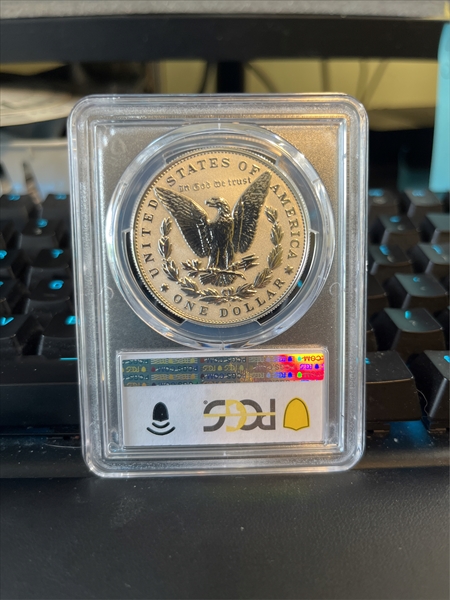 UNITED STATES OF AMERICA
In God we trust
★ ONE DOLLAR ★
PCGS